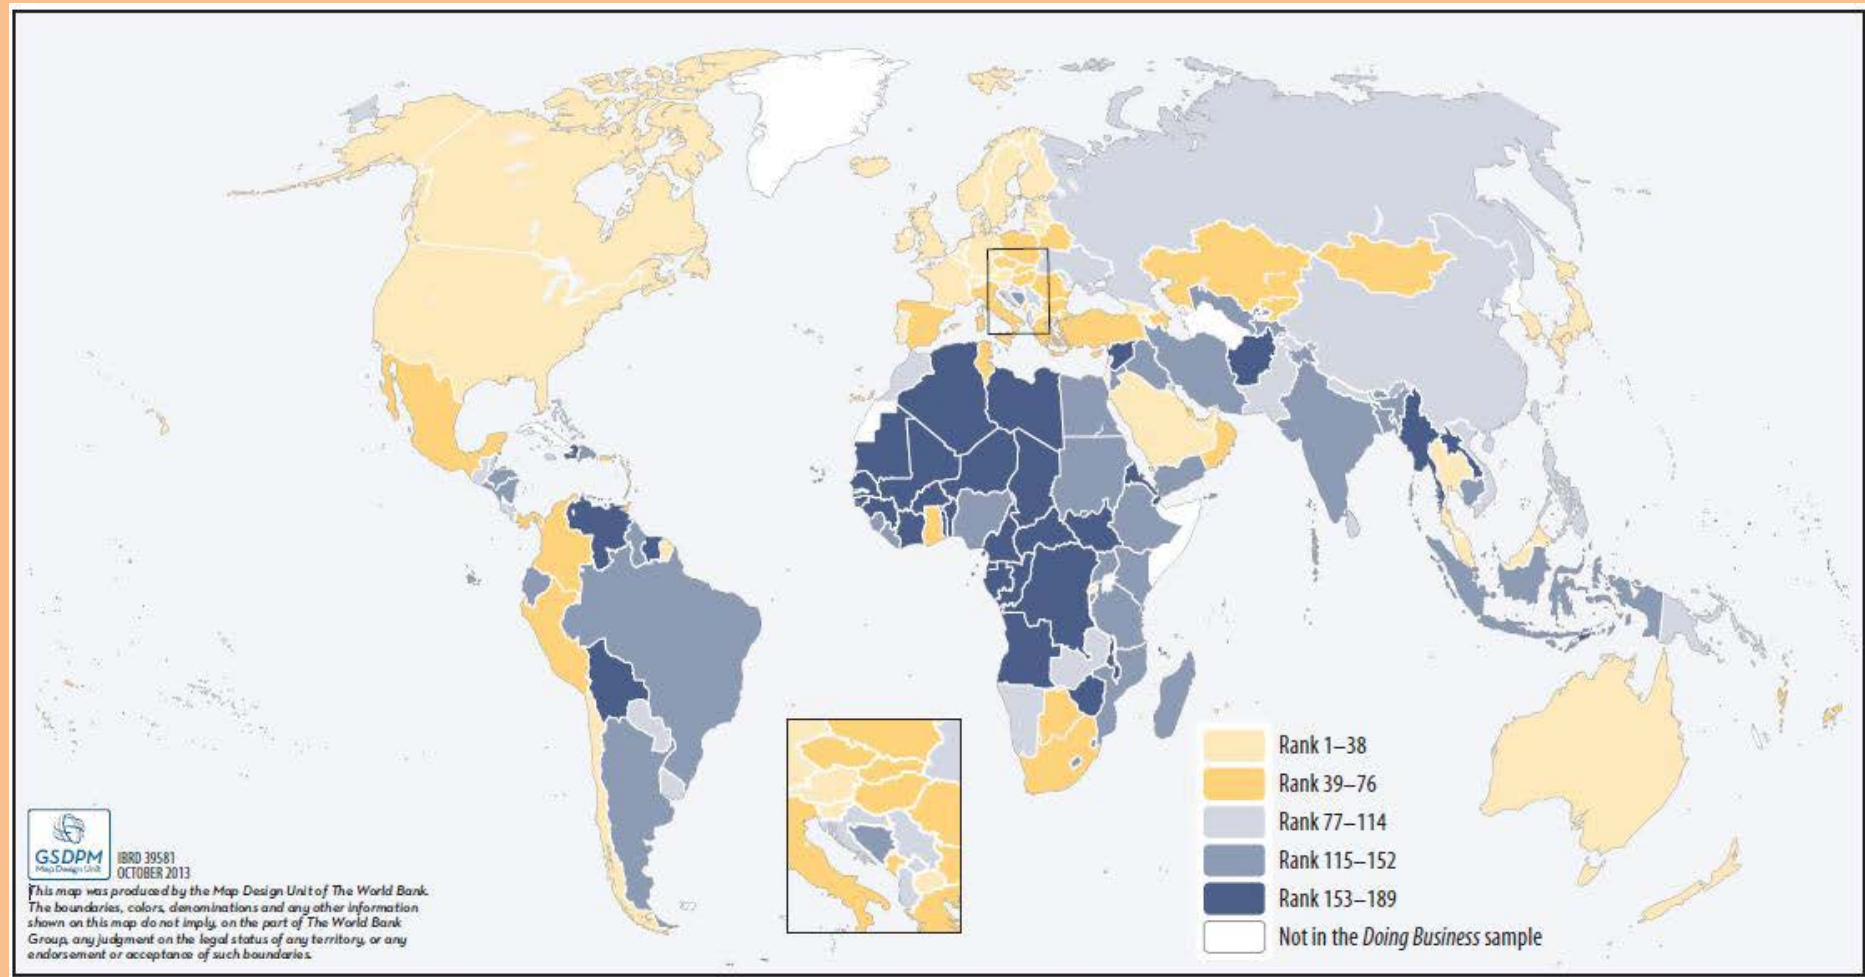 Rank 1–38
Rank 39–76
Rank 77–114
Rank 115–152
Rank 153–189
Not in the Doing Business sample
GSDPM
Map Design Unit
IBRD 39581
OCTOBER 2013
This map was produced by the Map Design Unit of The World Bank.
The boundaries, colors, denominations and any other information
shown on this map do not imply, on the part of The World Bank
Group, any judgment on the legal status of any territory, or any
endorsement or acceptance of such boundaries.